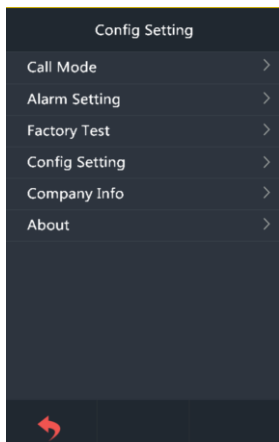 Config Setting
Call Mode
Alarm Setting
Factory Test
Config Setting
Company Info
About